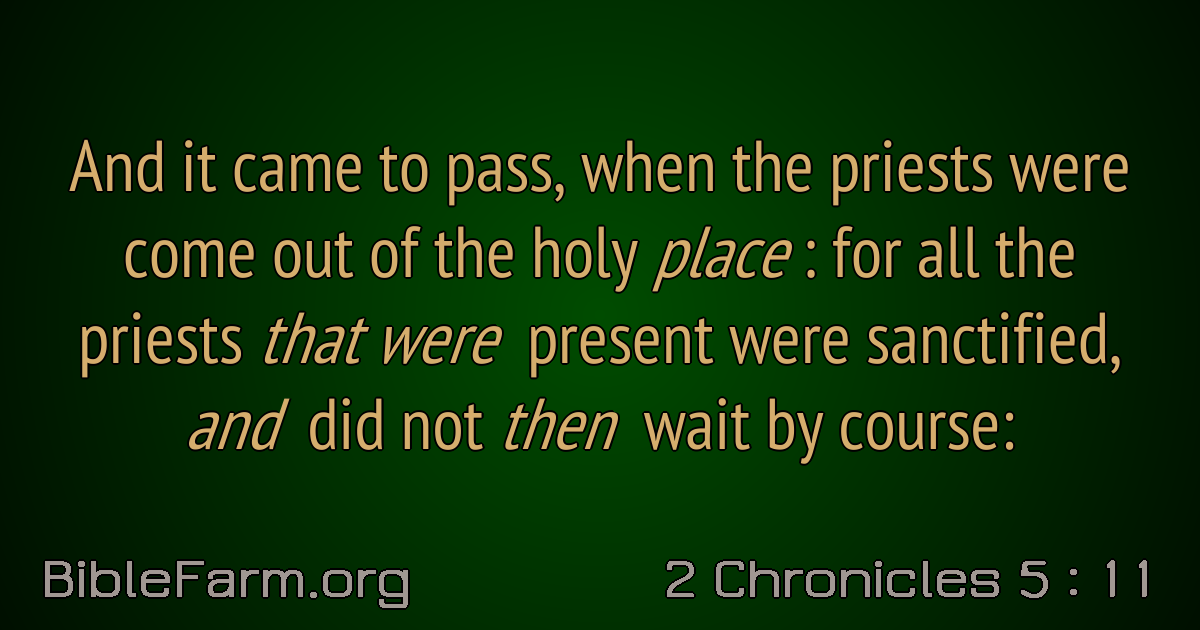 And it came to pass, when the priests were
come out of the holy place : for all the
priests that were present were sanctified,
and did not then wait by course:
BibleFarm.org
2 Chronicles 5 : 11